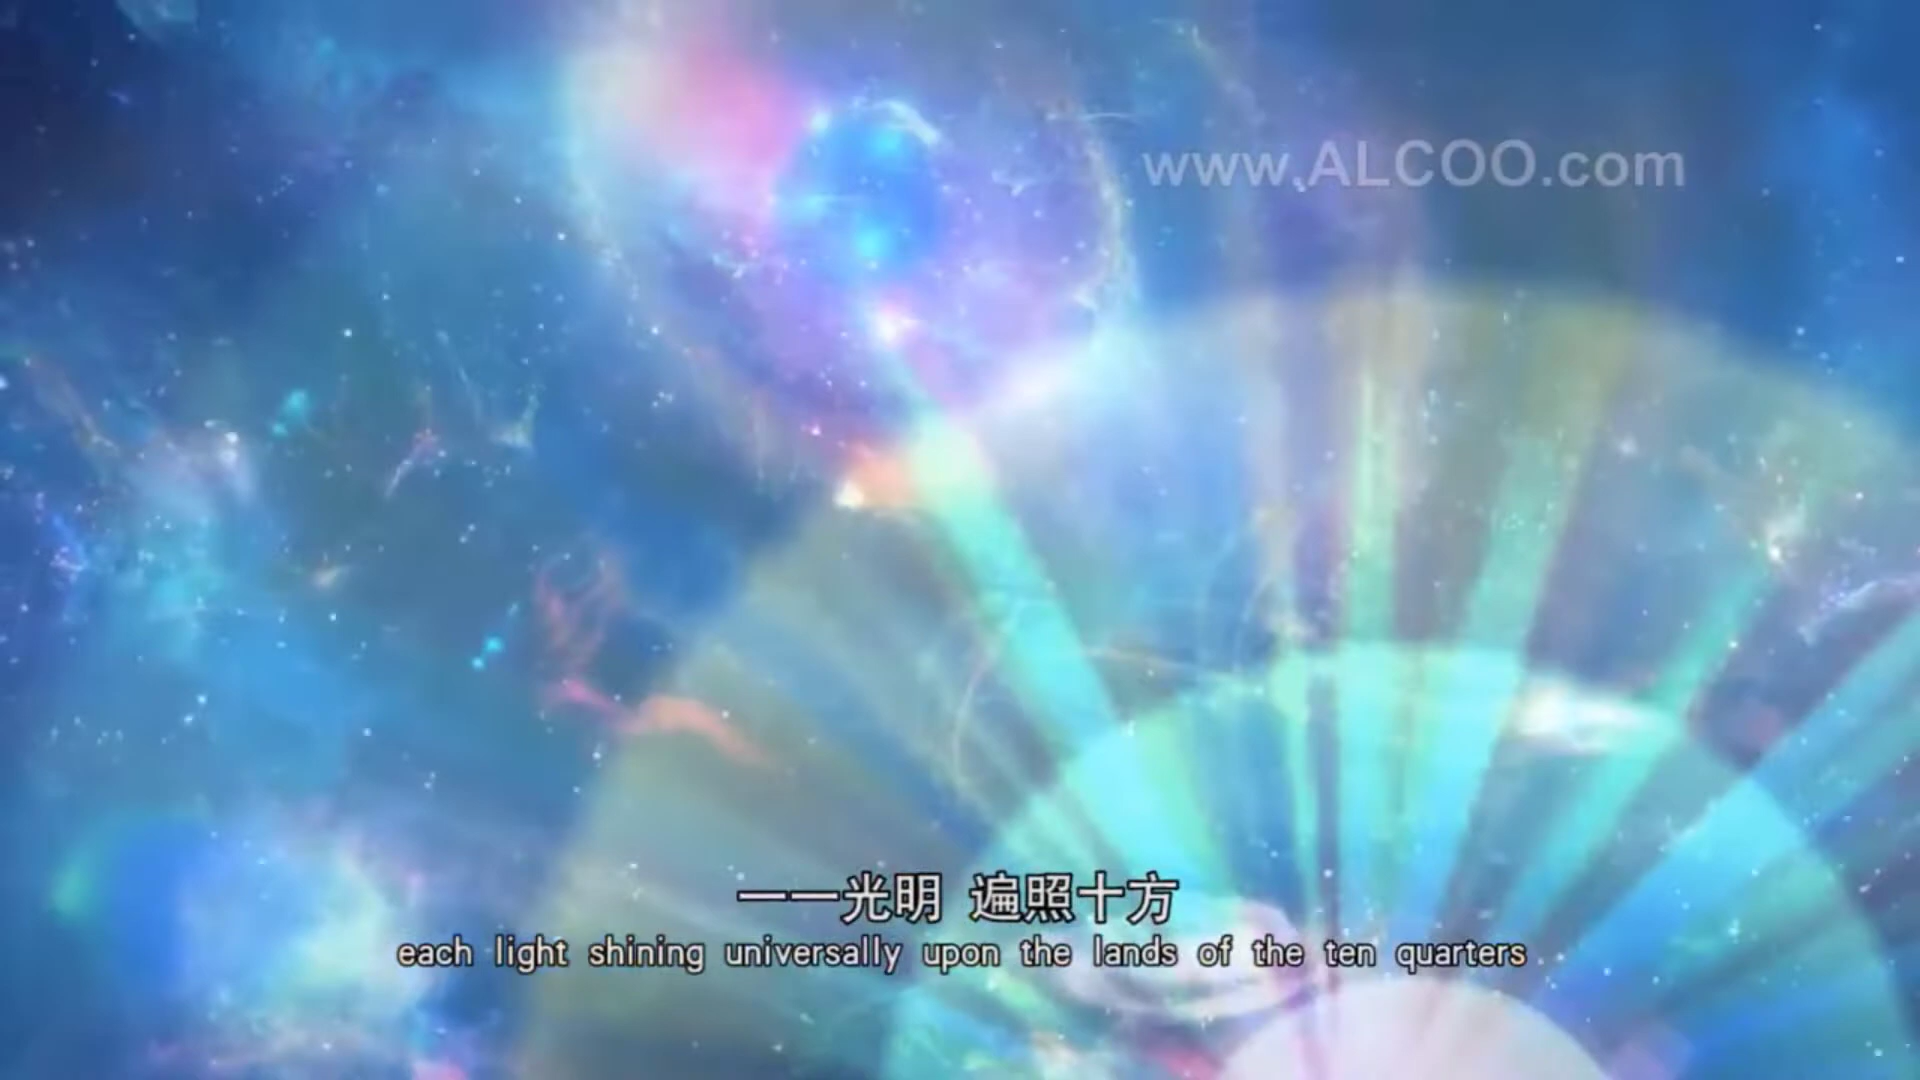 www.ALCOO.com
一一光明 遍照十方
each light shining universally upon the lands of the ten quarters